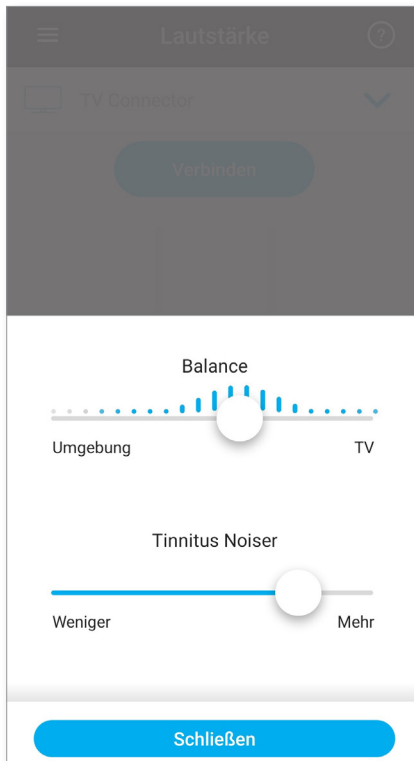 Lautstärke
?
TV Connector
Verbinden
Balance
Umgebung TV
Tinnitus Noiser
Weniger Mehr
Schließen